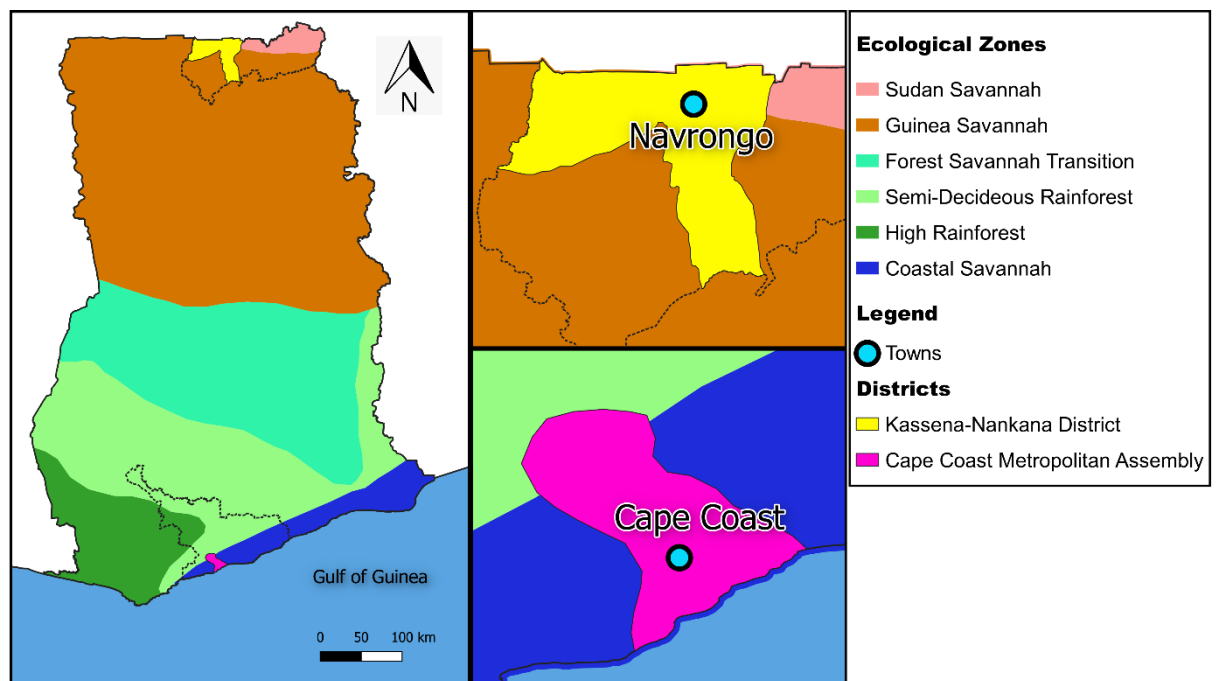 N
Gulf of Guinea
0 50 100 km
Navrongo
Cape Coast
Ecological Zones
Sudan Savannah
Guinea Savannah
Forest Savannah Transition
Semi-Decideous Rainforest
High Rainforest
Coastal Savannah
Legend
Towns
Districts
Kassena-Nankana District
Cape Coast Metropolitan Assembly